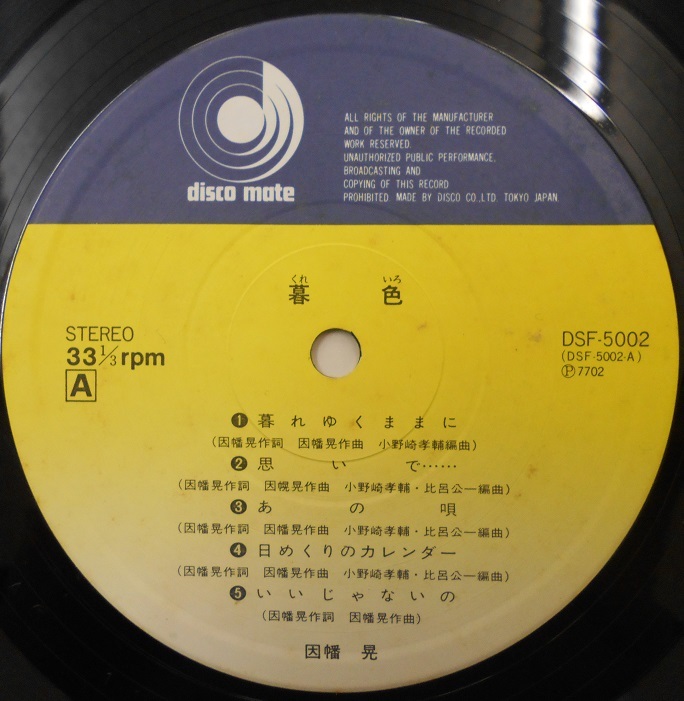 disco mate
ALL RIGHTS OF THE MANUFACTURER
AND OF THE OWNER OF THE RECORDED
WORK RESERVED.
UNAUTHORIZED PUBLIC PERFORMANCE,
BROADCASTING AND
COPYING OF THIS RECORD
PROHIBITED. MADE BY DISCO CO.,LTD. TOKYO JAPAN.
くれ いろ
暮 色
STEREO
33 1/3 rpm
A
DSF-5002
(DSF-5002-A)
Ⓟ7702
❶ 暮れゆくままに
(因幡晃作詞 因幡晃作曲 小野崎孝輔編曲)
❷ 思いで……
(因幡晃作詞 因幌晃作曲 小野崎孝輔・比呂公一編曲)
❸ あの唄
(因幡晃作詞 因幡晃作曲 小野崎孝輔・比呂公一編曲)
❹ 日めくりのカレンダー
(因幡晃作詞 因幡晃作曲 小野崎孝輔・比呂公一編曲)
❺ いいじゃないの
(因幡晃作詞 因幡晃作曲)
因幡 晃